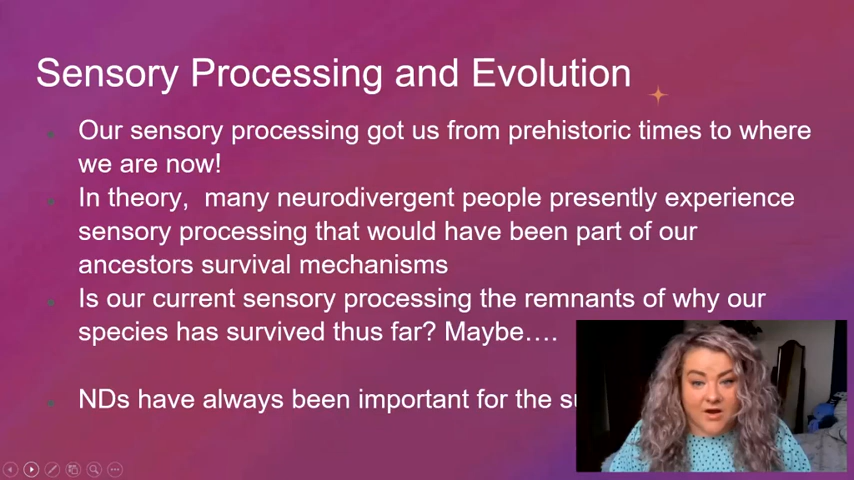 Sensory Processing and Evolution
Our sensory processing got us from prehistoric times to where
we are now!
In theory,  many neurodivergent people presently experience
sensory processing that would have been part of our
ancestors survival mechanisms
Is our current sensory processing the remnants of why our
species has survived thus far? Maybe….
NDs have always been important for the